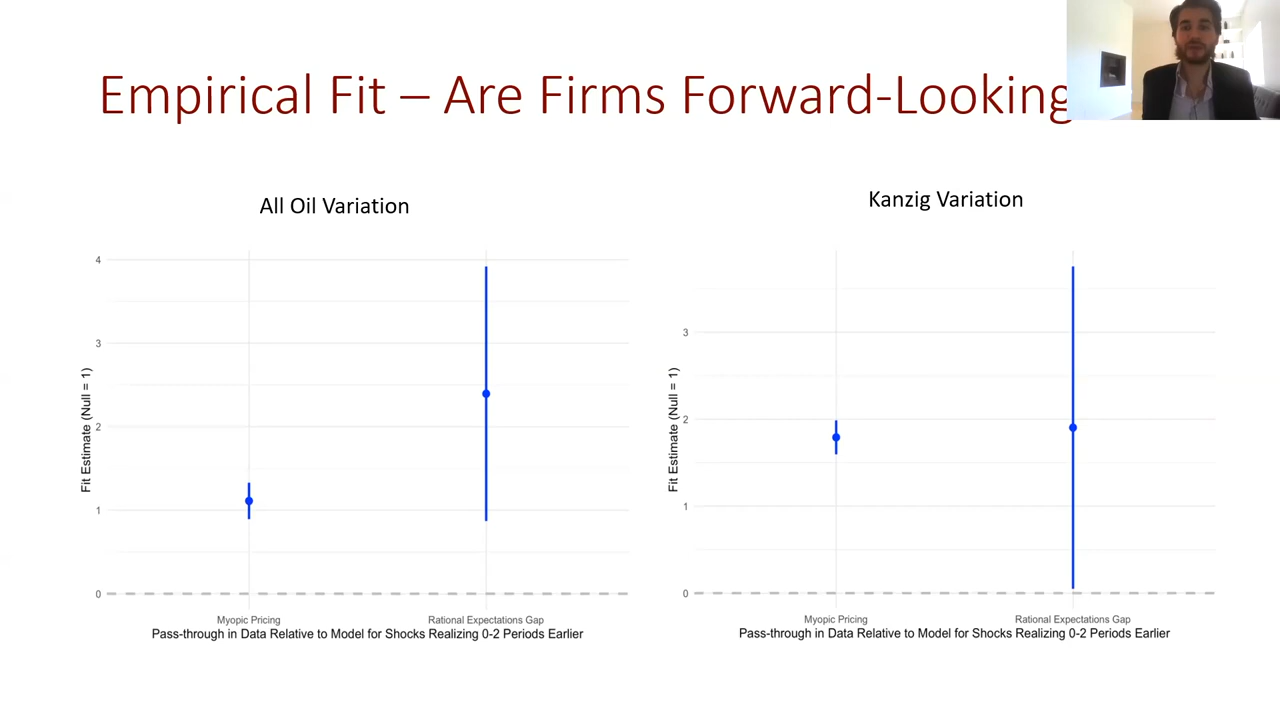 Empirical Fit – Are Firms Forward-Looking
All Oil Variation
Kanzig Variation
Fit Estimate (Null = 1)
4
3
2
1
0
Myopic Pricing
Rational Expectations Gap
Pass-through in Data Relative to Model for Shocks Realizing 0-2 Periods Earlier
Fit Estimate (Null = 1)
3
2
1
0
Myopic Pricing
Rational Expectations Gap
Pass-through in Data Relative to Model for Shocks Realizing 0-2 Periods Earlier